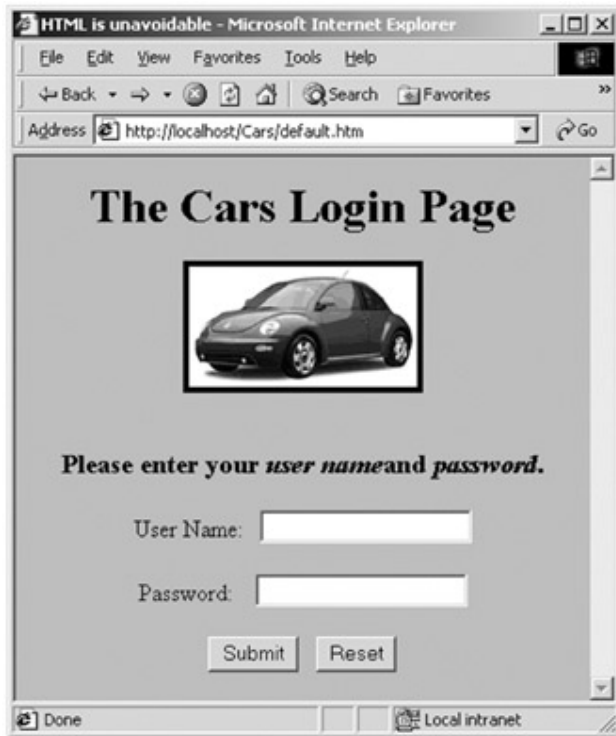 HTML is unavoidable - Microsoft Internet Explorer
File Edit View Favorites Tools Help
Back Search Favorites »
Address http://localhost/Cars/default.htm Go
The Cars Login Page
Please enter your user nameand password.
User Name:
Password:
Submit Reset
Done Local intranet